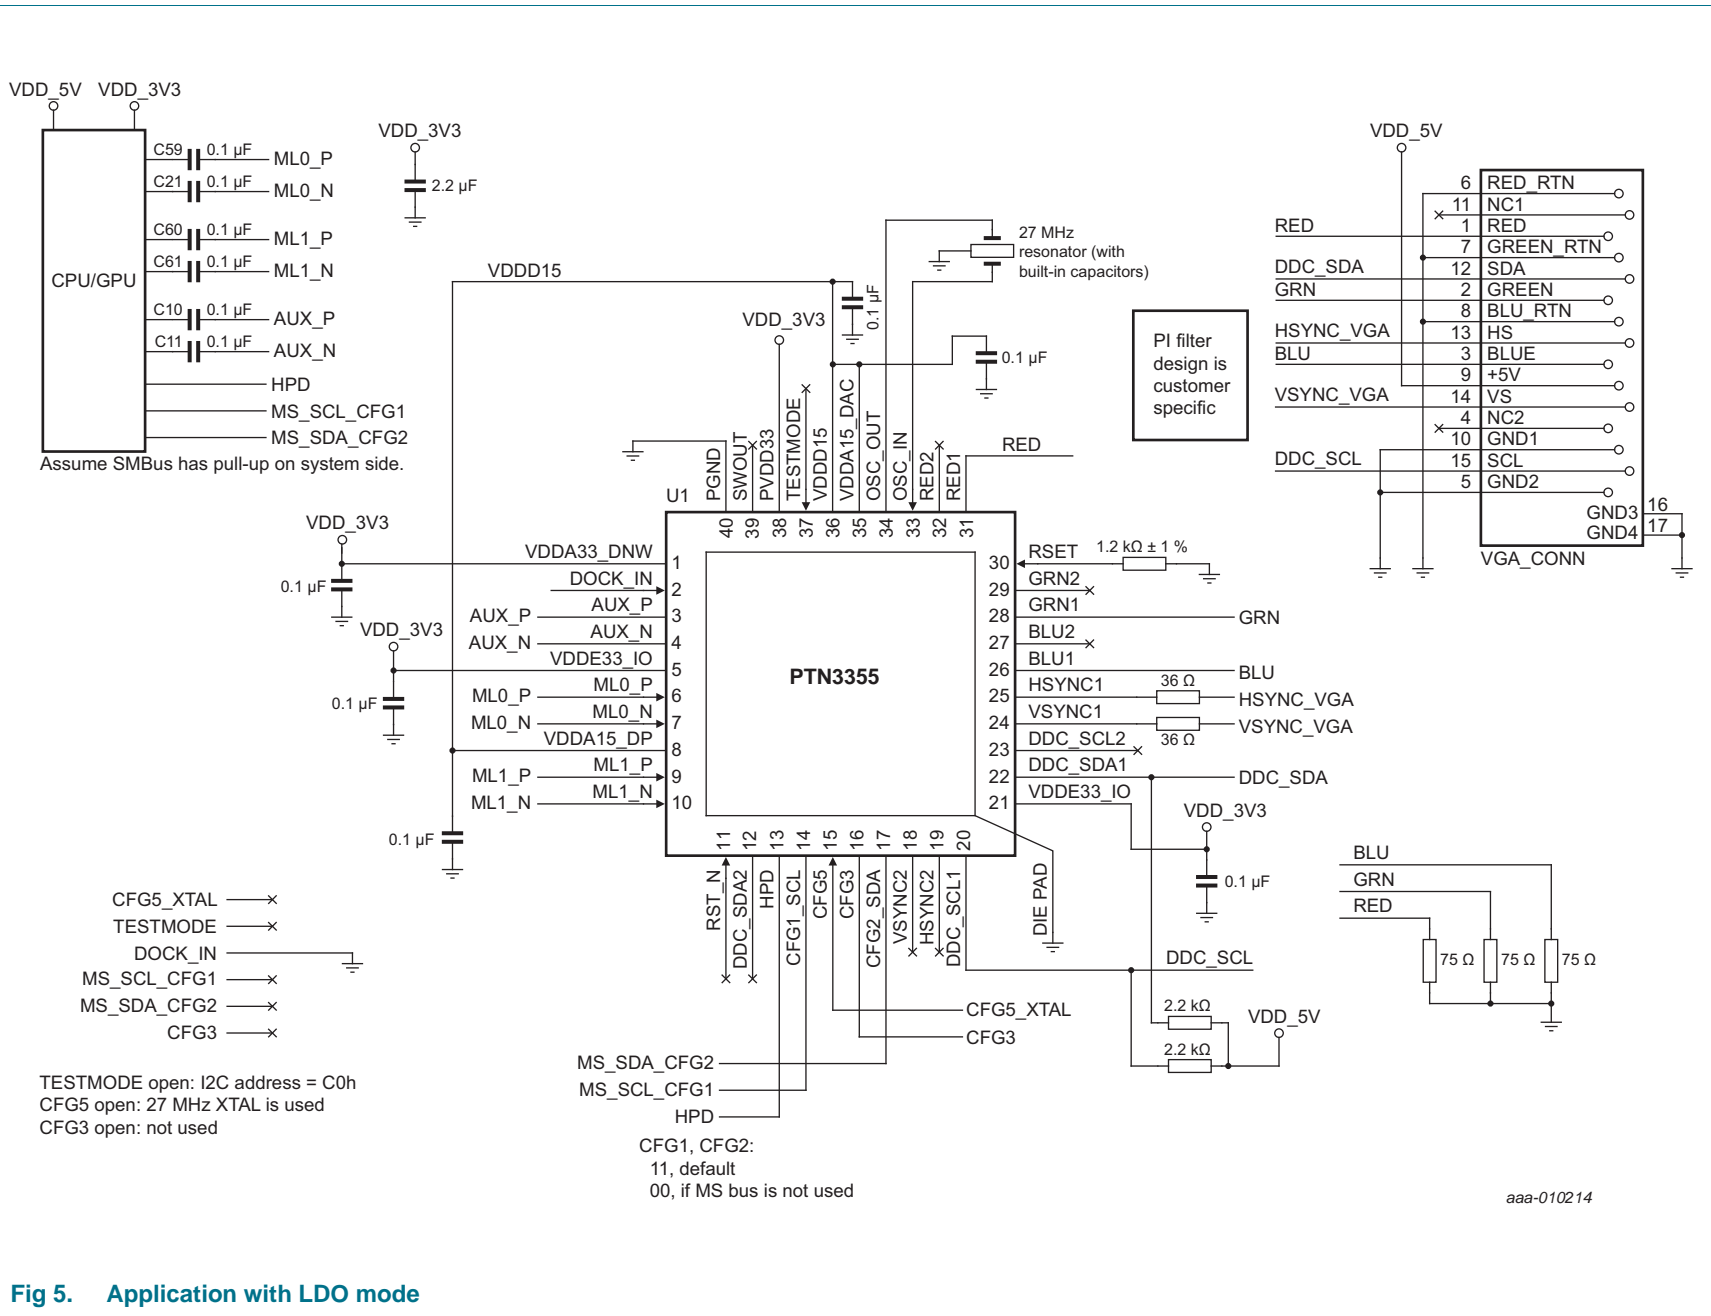 VDD_5V VDD_3V3
C59 0.1 µF ML0_P
C21 0.1 µF ML0_N
C60 0.1 µF ML1_P
C61 0.1 µF ML1_N
CPU/GPU
C10 0.1 µF AUX_P
C11 0.1 µF AUX_N
HPD
MS_SCL_CFG1
MS_SDA_CFG2
Assume SMBus has pull-up on system side.
VDD_3V3
2.2 µF
VDDD15
0.1 µF
VDD_3V3
0.1 µF
27 MHz
resonator (with
built-in capacitors)
PI filter
design is
customer
specific
VDD_5V
6 RED_RTN
11 NC1
RED 1 RED
7 GREEN_RTN
DDC_SDA 12 SDA
GRN 2 GREEN
8 BLU_RTN
HSYNC_VGA 13 HS
BLU 3 BLUE
9 +5V
VSYNC_VGA 14 VS
4 NC2
10 GND1
DDC_SCL 15 SCL
5 GND2
GND3 16
GND4 17
VGA_CONN
U1
PGND 40
SWOUT 39
PVDD33 38
TESTMODE 37
VDDD15 36
VDDA15_DAC 35
OSC_OUT 34
OSC_IN 33
RED2 32
RED1 31
RED
VDD_3V3
0.1 µF
VDD_3V3
0.1 µF
0.1 µF
VDDA33_DNW 1
DOCK_IN 2
AUX_P AUX_P 3
AUX_N AUX_N 4
VDDE33_IO 5
ML0_P ML0_P 6
ML0_N ML0_N 7
VDDA15_DP 8
ML1_P ML1_P 9
ML1_N ML1_N 10
PTN3355
30 RSET 1.2 kΩ ± 1 %
29 GRN2
28 GRN1 GRN
27 BLU2
26 BLU1 BLU
25 HSYNC1 36 Ω HSYNC_VGA
24 VSYNC1 36 Ω VSYNC_VGA
23 DDC_SCL2
22 DDC_SDA1 DDC_SDA
21 VDDE33_IO
VDD_3V3
0.1 µF
11 RST_N
12 DDC_SDA2
13 HPD
14 CFG1_SCL
15 CFG5
16 CFG3
17 CFG2_SDA
18 VSYNC2
19 HSYNC2
20 DDC_SCL1
DIE PAD
DDC_SCL
2.2 kΩ
2.2 kΩ
VDD_5V
CFG5_XTAL
CFG3
MS_SDA_CFG2
MS_SCL_CFG1
HPD
CFG1, CFG2:
11, default
00, if MS bus is not used
BLU
GRN
RED
75 Ω 75 Ω 75 Ω
CFG5_XTAL
TESTMODE
DOCK_IN
MS_SCL_CFG1
MS_SDA_CFG2
CFG3
TESTMODE open: I2C address = C0h
CFG5 open: 27 MHz XTAL is used
CFG3 open: not used
aaa-010214
Fig 5. Application with LDO mode